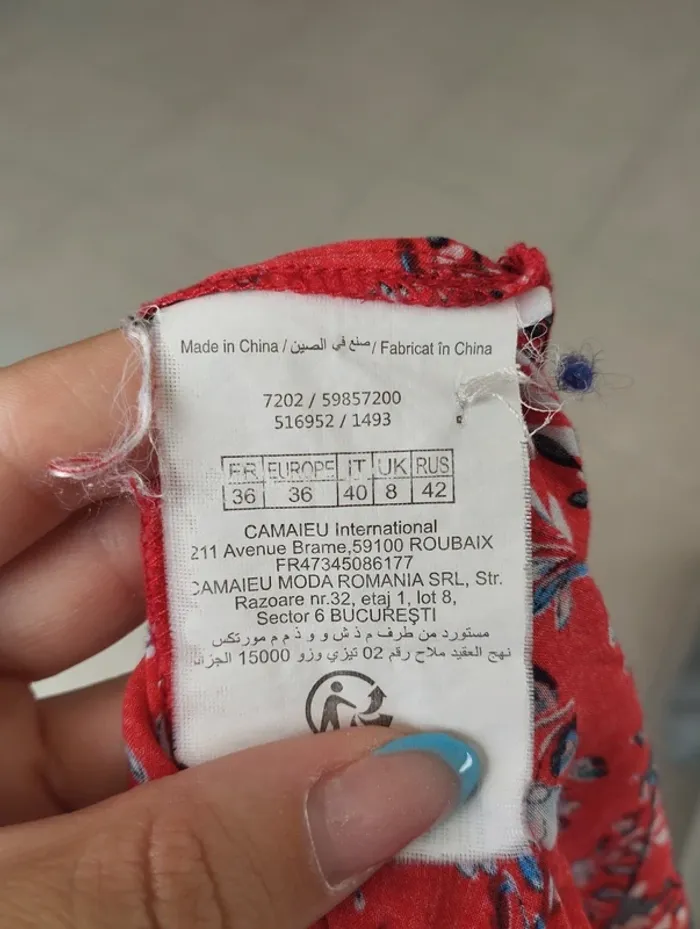 Made in China / صنع في الصين / Fabricat în China
7202 / 59857200
516952 / 1493
FR EUROPE IT UK RUS
36 36 40 8 42
CAMAIEU International
211 Avenue Brame,59100 ROUBAIX
FR47345086177
CAMAIEU MODA ROMANIA SRL, Str.
Razoare nr.32, etaj 1, lot 8,
Sector 6 BUCUREŞTI
مستورد من طرف م ذ ش و و ذ م م مورتكس
نهج العقيد ملاح رقم 02 تيزي وزو 15000 الجزائر